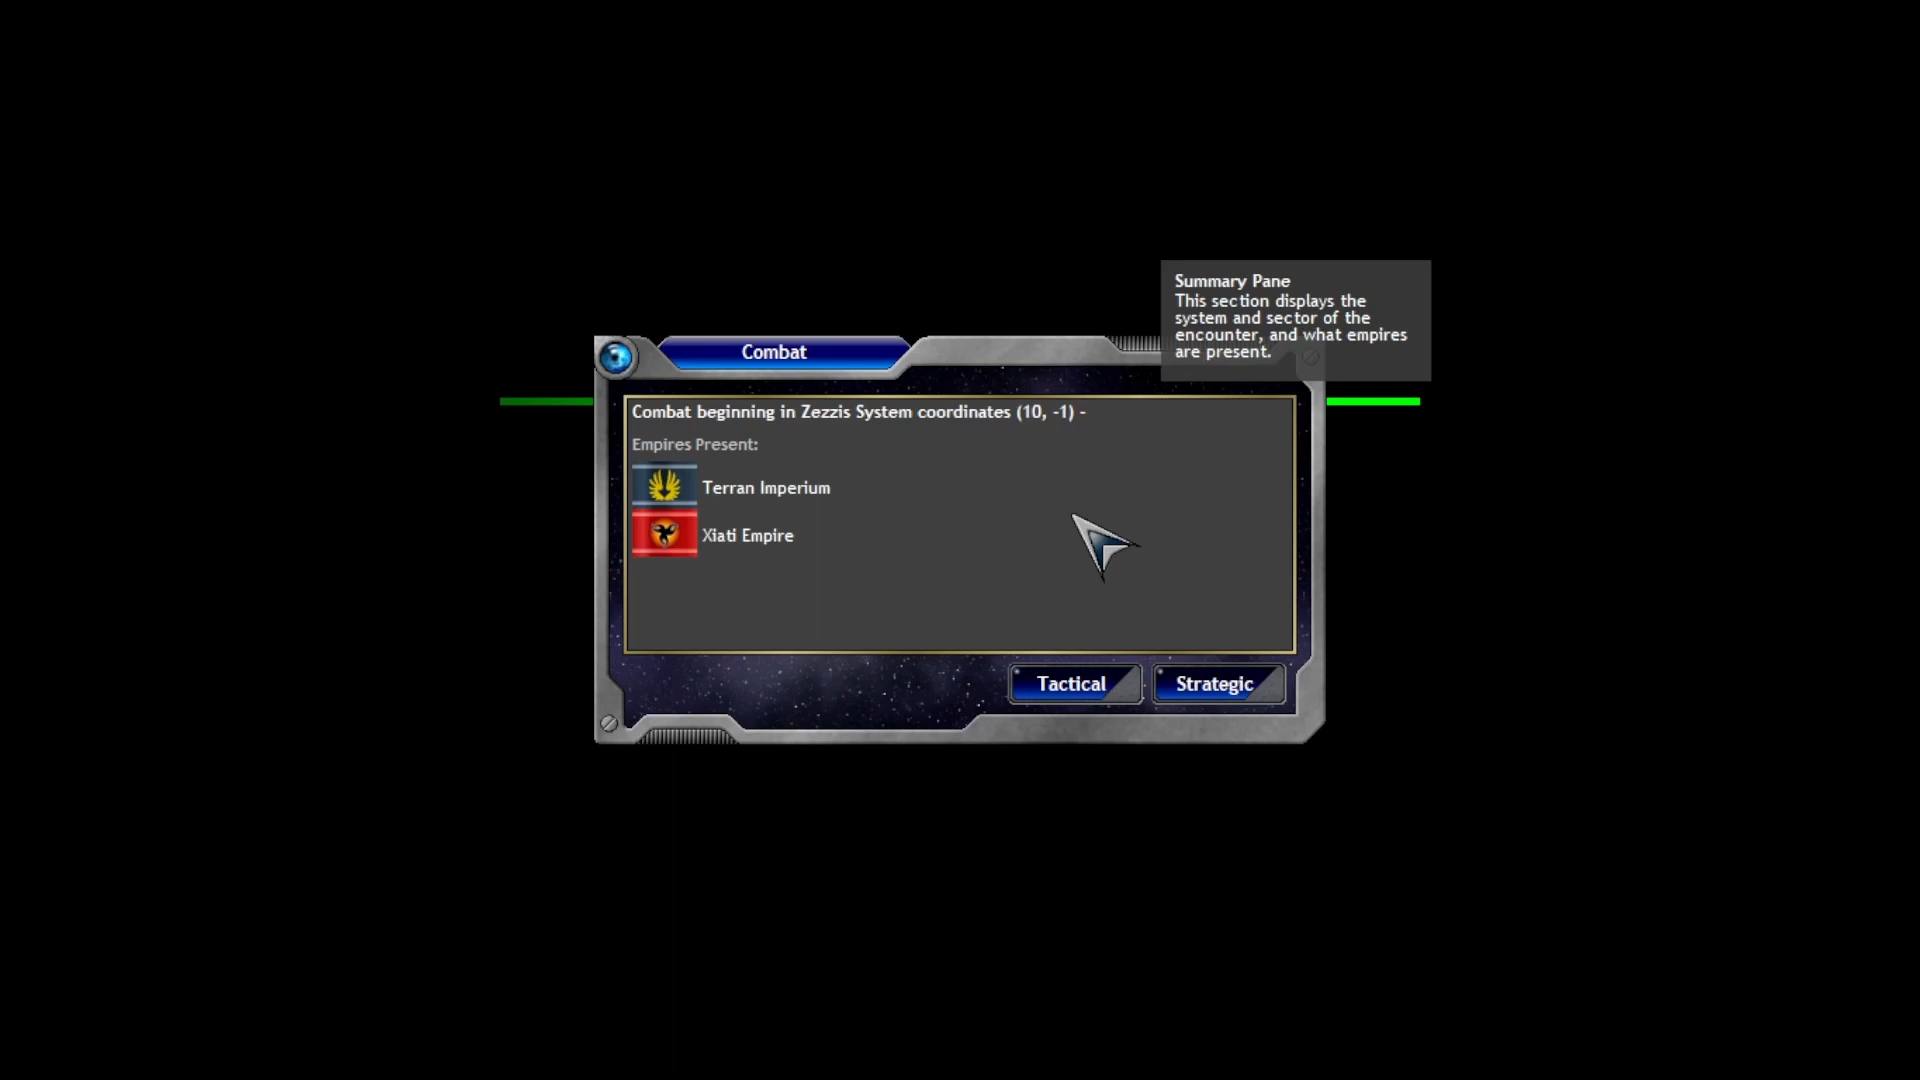 Summary Pane
This section displays the
system and sector of the
encounter, and what empires
are present.
Combat
Combat beginning in Zezzis System coordinates (10, -1) -
Empires Present:
Terran Imperium
Xiati Empire
Tactical
Strategic